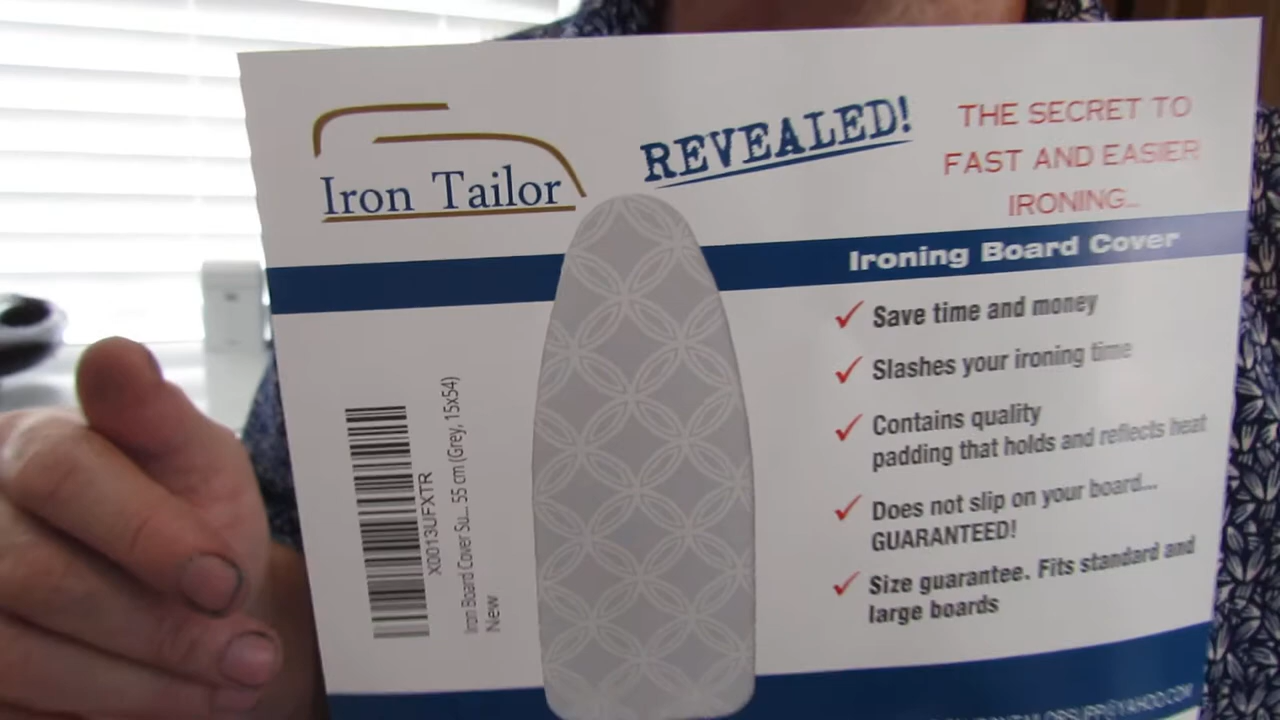 Iron Tailor
REVEALED!
THE SECRET TO
FAST AND EASIER
IRONING...
Ironing Board Cover
✓ Save time and money
✓ Slashes your ironing time
✓ Contains quality
padding that holds and reflects heat
✓ Does not slip on your board...
GUARANTEED!
✓ Size guarantee. Fits standard and
large boards
X0013UFXTR
Iron Board Cover Su... 55 cm (Grey, 15x54)
New